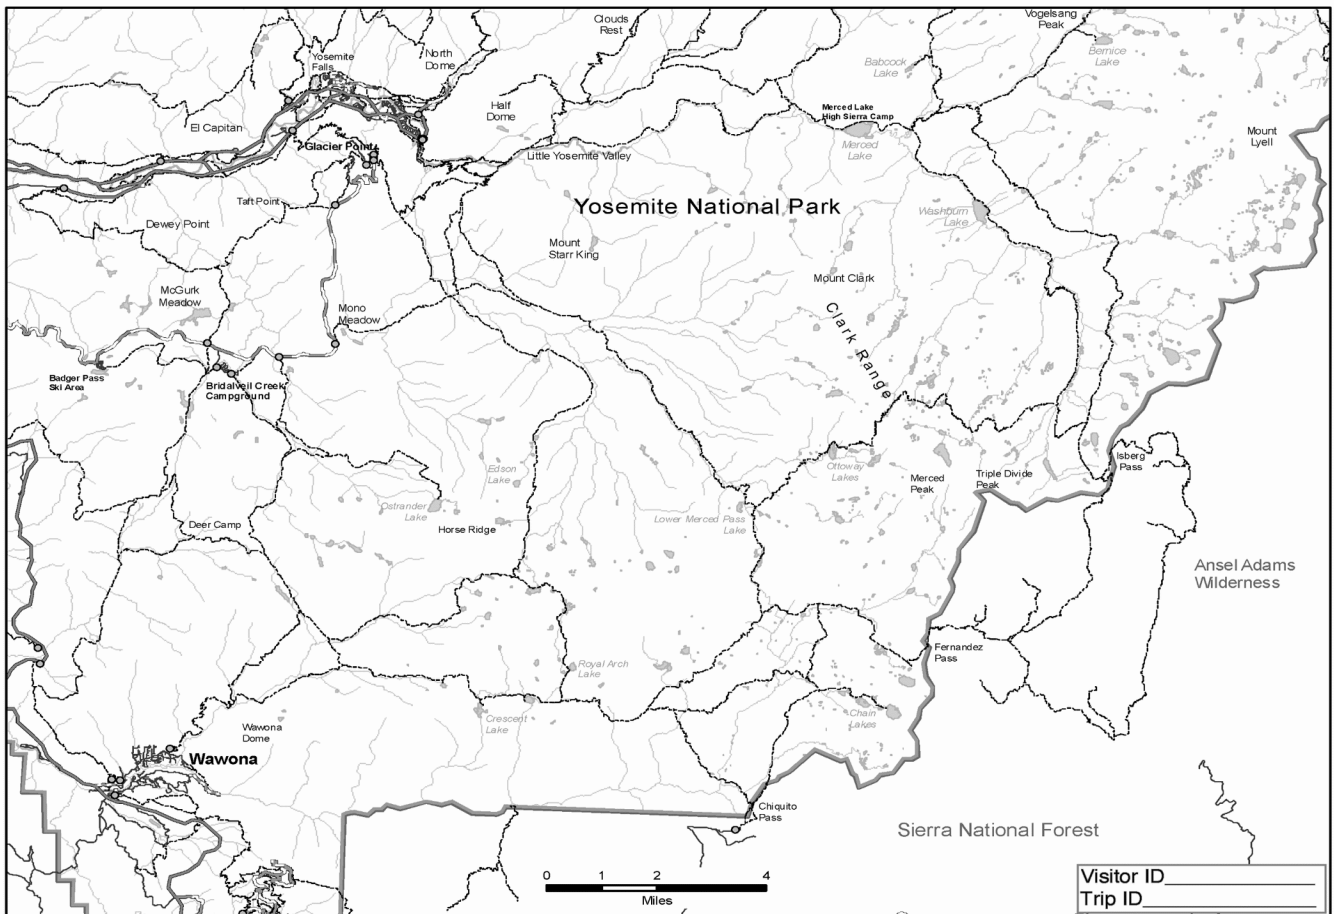 Clouds
Rest
Vogelsang
Peak
Yosemite
Falls
North
Dome
Bernice
Lake
Babcock
Lake
Half
Dome
Merced Lake
High Sierra Camp
El Capitan
Mount
Lyell
Glacier Point
Merced
Lake
Little Yosemite Valley
Taft Point
Yosemite National Park
Washburn
Lake
Dewey Point
Mount
Starr King
Mount Clark
McGurk
Meadow
Mono
Meadow
Clark Range
Badger Pass
Ski Area
Bridalveil Creek
Campground
Isberg
Pass
Edson
Lake
Ottoway
Lakes
Merced
Peak
Triple Divide
Peak
Ostrander
Lake
Horse Ridge
Lower Merced Pass
Lake
Deer Camp
Ansel Adams
Wilderness
Fernandez
Pass
Royal Arch
Lake
Chain
Lakes
Crescent
Lake
Wawona
Dome
Wawona
Chiquito
Pass
Sierra National Forest
0 1 2 4
Miles
Visitor ID
Trip ID